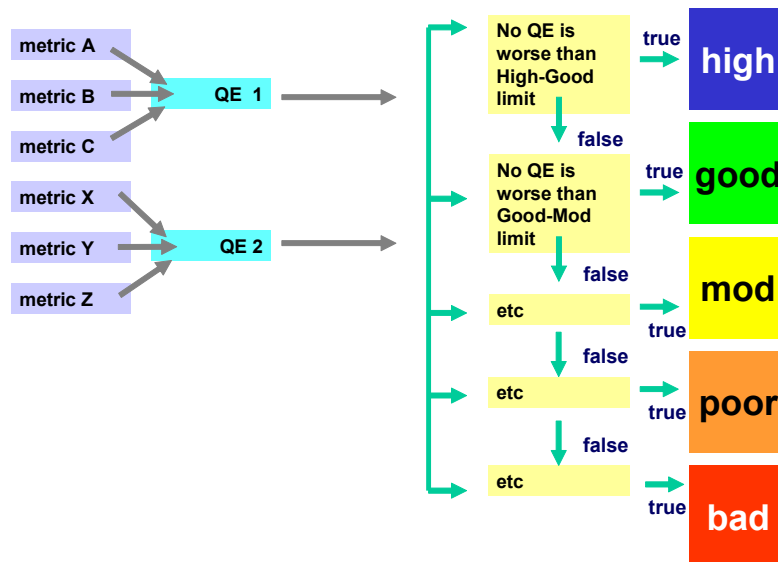 metric A
metric B
metric C
QE 1
metric X
metric Y
metric Z
QE 2
No QE is
worse than
High-Good
limit
true
high
false
No QE is
worse than
Good-Mod
limit
true
good
false
etc
true
mod
false
etc
true
poor
false
etc
true
bad